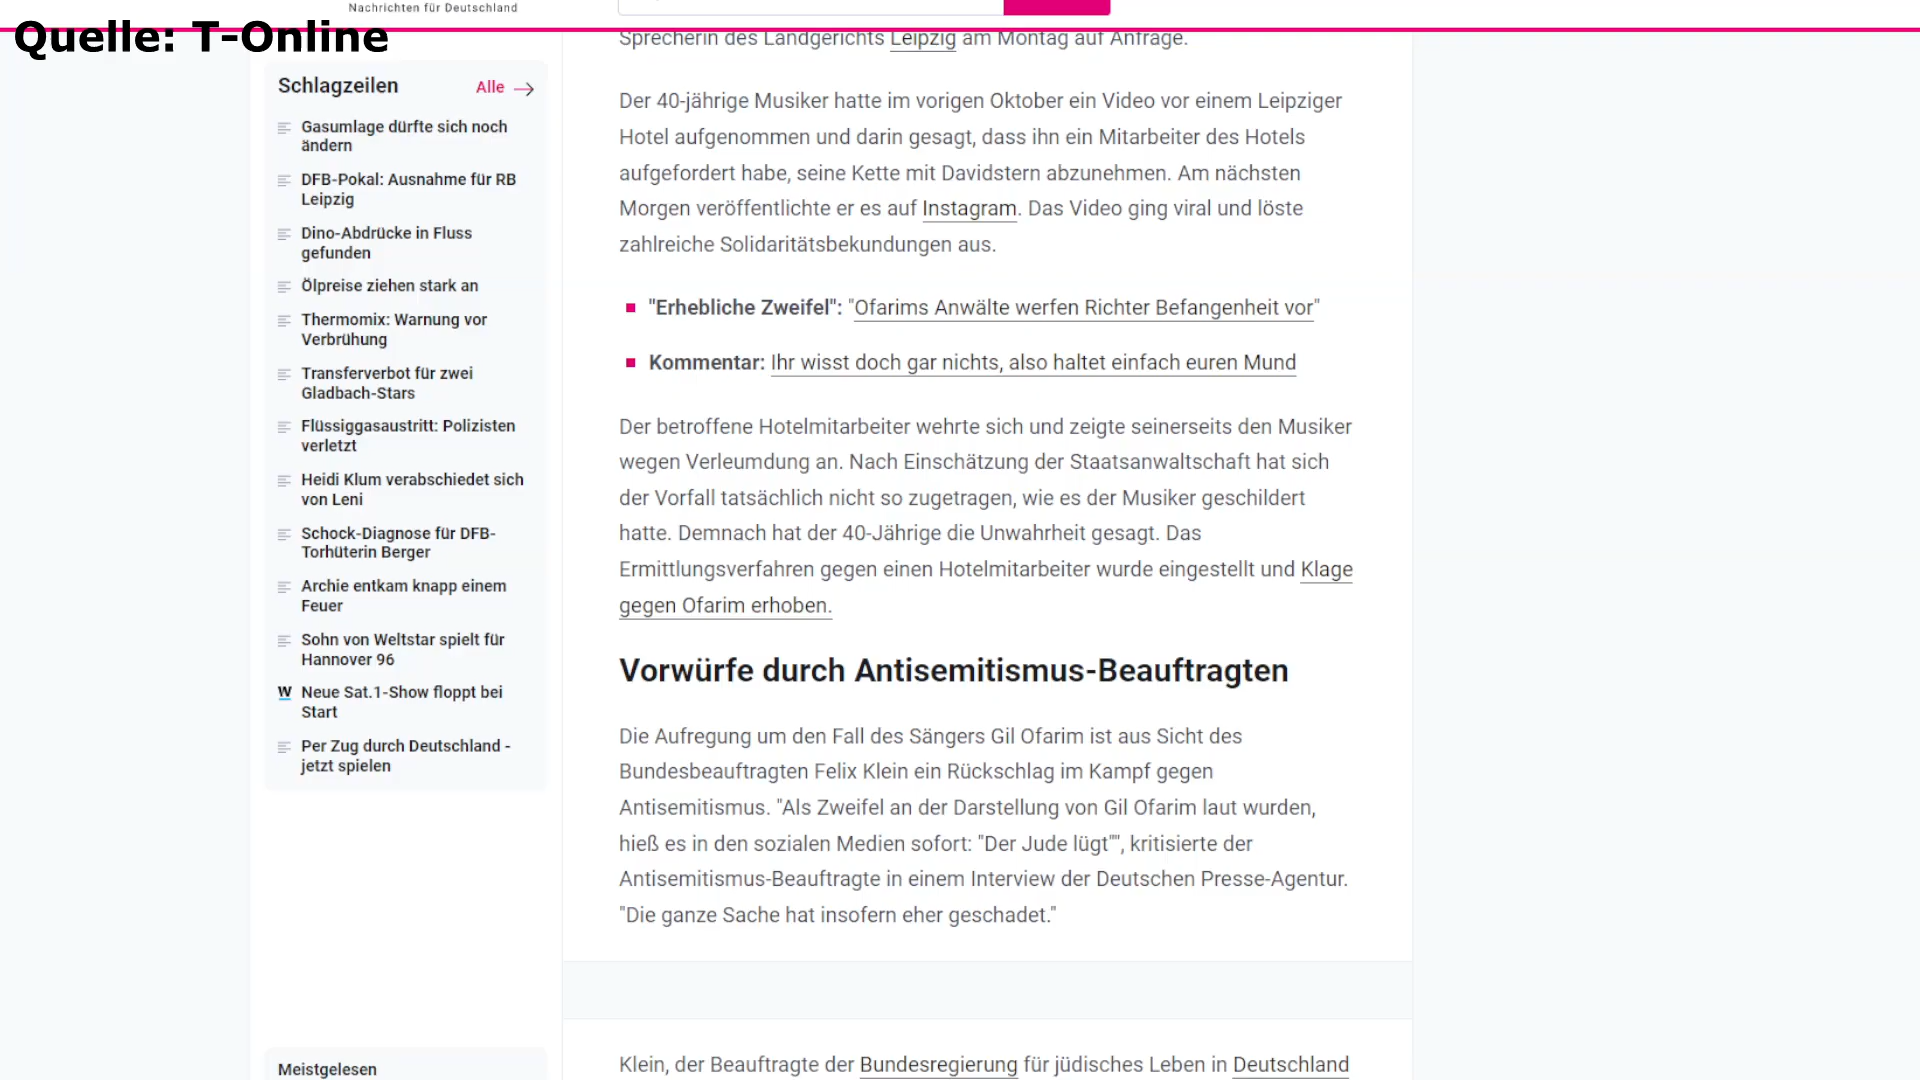 Nachrichten für Deutschland
Quelle: T-Online
Schlagzeilen
Alle
Gasumlage dürfte sich noch
ändern
DFB-Pokal: Ausnahme für RB
Leipzig
Dino-Abdrücke in Fluss
gefunden
Ölpreise ziehen stark an
Thermomix: Warnung vor
Verbrühung
Transferverbot für zwei
Gladbach-Stars
Flüssiggasaustritt: Polizisten
verletzt
Heidi Klum verabschiedet sich
von Leni
Schock-Diagnose für DFB-
Torhüterin Berger
Archie entkam knapp einem
Feuer
Sohn von Weltstar spielt für
Hannover 96
W Neue Sat.1-Show floppt bei
Start
Per Zug durch Deutschland -
jetzt spielen
Meistgelesen
Sprecherin des Landgerichts Leipzig am Montag auf Anfrage.
Der 40-jährige Musiker hatte im vorigen Oktober ein Video vor einem Leipziger
Hotel aufgenommen und darin gesagt, dass ihn ein Mitarbeiter des Hotels
aufgefordert habe, seine Kette mit Davidstern abzunehmen. Am nächsten
Morgen veröffentlichte er es auf Instagram. Das Video ging viral und löste
zahlreiche Solidaritätsbekundungen aus.
"Erhebliche Zweifel": "Ofarims Anwälte werfen Richter Befangenheit vor"
Kommentar: Ihr wisst doch gar nichts, also haltet einfach euren Mund
Der betroffene Hotelmitarbeiter wehrte sich und zeigte seinerseits den Musiker
wegen Verleumdung an. Nach Einschätzung der Staatsanwaltschaft hat sich
der Vorfall tatsächlich nicht so zugetragen, wie es der Musiker geschildert
hatte. Demnach hat der 40-Jährige die Unwahrheit gesagt. Das
Ermittlungsverfahren gegen einen Hotelmitarbeiter wurde eingestellt und Klage
gegen Ofarim erhoben.
Vorwürfe durch Antisemitismus-Beauftragten
Die Aufregung um den Fall des Sängers Gil Ofarim ist aus Sicht des
Bundesbeauftragten Felix Klein ein Rückschlag im Kampf gegen
Antisemitismus. "Als Zweifel an der Darstellung von Gil Ofarim laut wurden,
hieß es in den sozialen Medien sofort: "Der Jude lügt"", kritisierte der
Antisemitismus-Beauftragte in einem Interview der Deutschen Presse-Agentur.
"Die ganze Sache hat insofern eher geschadet."
Klein, der Beauftragte der Bundesregierung für jüdisches Leben in Deutschland